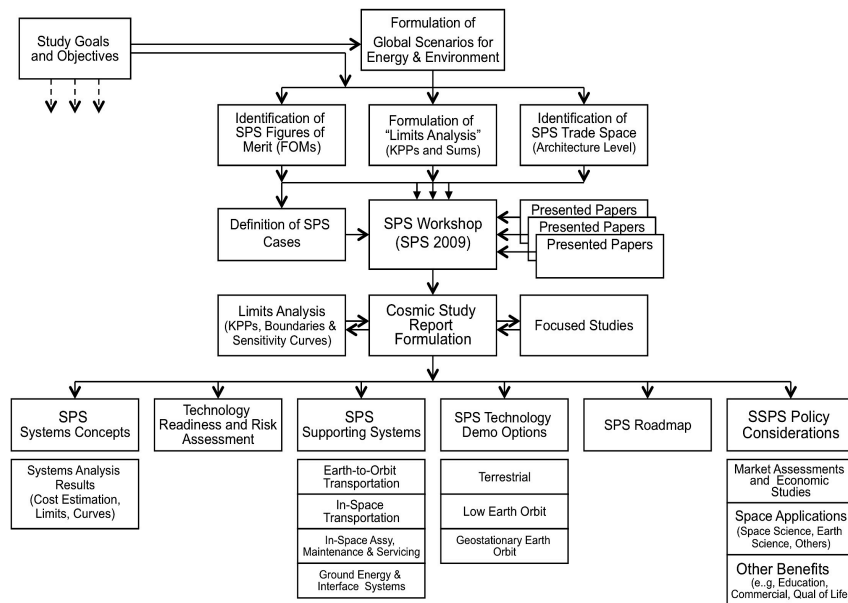 Study Goals
and Objectives
Formulation of
Global Scenarios for
Energy & Environment
Identification of
SPS Figures of
Merit (FOMs)
Formulation of
“Limits Analysis”
(KPPs and Sums)
Identification of
SPS Trade Space
(Architecture Level)
Definition of SPS
Cases
SPS Workshop
(SPS 2009)
Presented Papers
Presented Papers
Presented Papers
Limits Analysis
(KPPs, Boundaries &
Sensitivity Curves)
Cosmic Study
Report
Formulation
Focused Studies
SPS
Systems Concepts
Systems Analysis
Results
(Cost Estimation,
Limits, Curves)
Technology
Readiness and Risk
Assessment
SPS
Supporting Systems
Earth-to-Orbit
Transportation
In-Space
Transportation
In-Space Assy,
Maintenance & Servicing
Ground Energy &
Interface Systems
SPS Technology
Demo Options
Terrestrial
Low Earth Orbit
Geostationary Earth
Orbit
SPS Roadmap
SSPS Policy
Considerations
Market Assessments
and Economic
Studies
Space Applications
(Space Science, Earth
Science, Others)
Other Benefits
(e..g, Education,
Commercial, Qual of Life